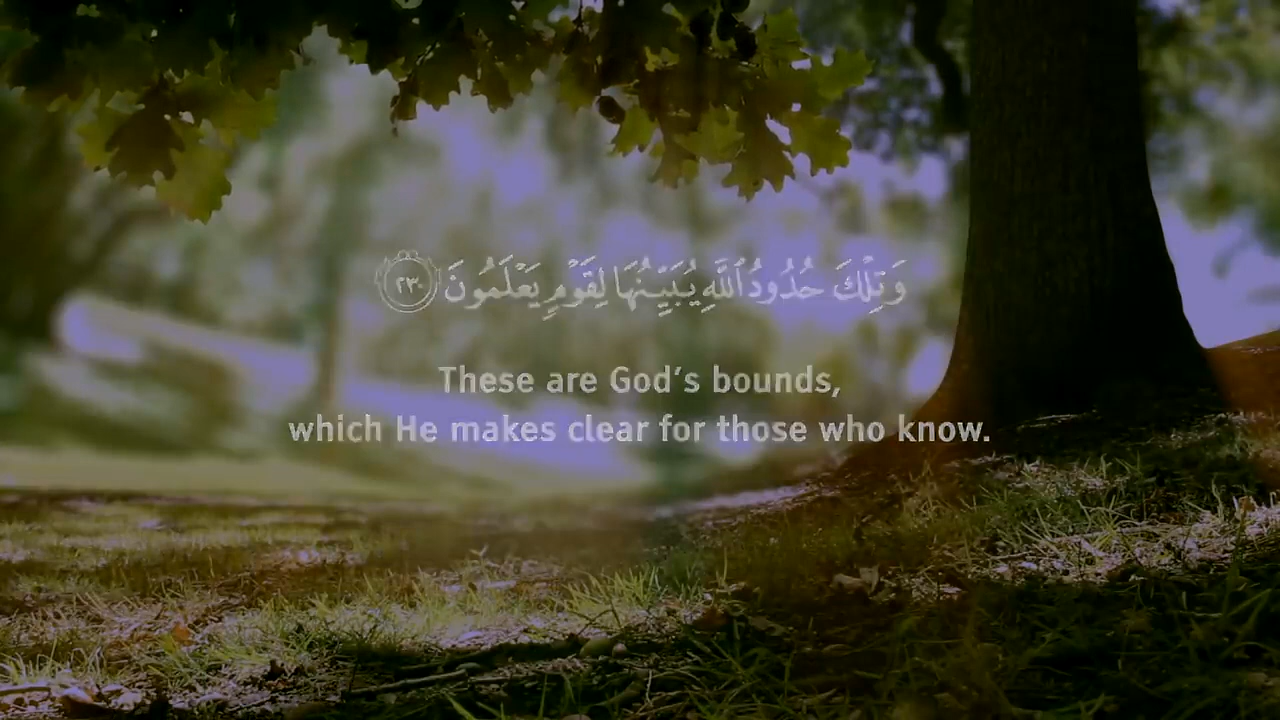 وَتِلْكَ حُدُودُ ٱللَّهِ يُبَيِّنُهَا لِقَوْمٍ يَعْلَمُونَ ٢٣٠
These are God’s bounds,
which He makes clear for those who know.